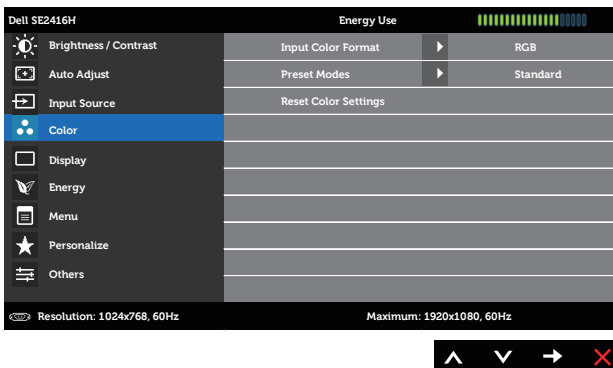 Dell SE2416H Energy Use
Brightness / Contrast Input Color Format RGB
Auto Adjust Preset Modes Standard
Input Source Reset Color Settings
Color
Display
Energy
Menu
Personalize
Others
Resolution: 1024x768, 60Hz Maximum: 1920x1080, 60Hz